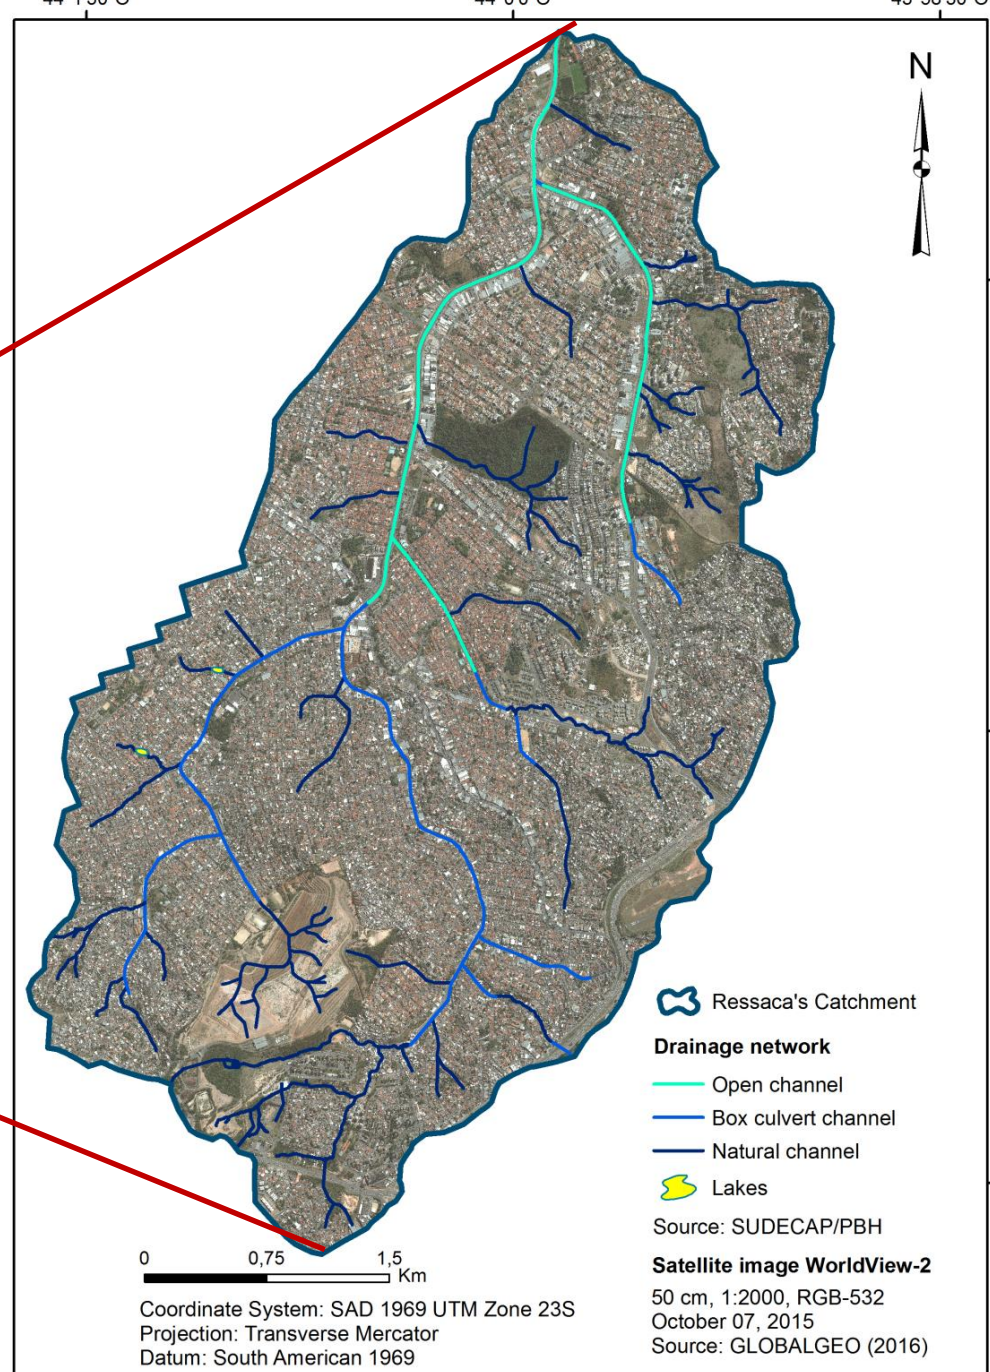 N
Ressaca's Catchment
Drainage network
Open channel
Box culvert channel
Natural channel
Lakes
Source: SUDECAP/PBH
Satellite image WorldView-2
50 cm, 1:2000, RGB-532
October 07, 2015
Source: GLOBALGEO (2016)
0 0,75 1,5
Km
Coordinate System: SAD 1969 UTM Zone 23S
Projection: Transverse Mercator
Datum: South American 1969